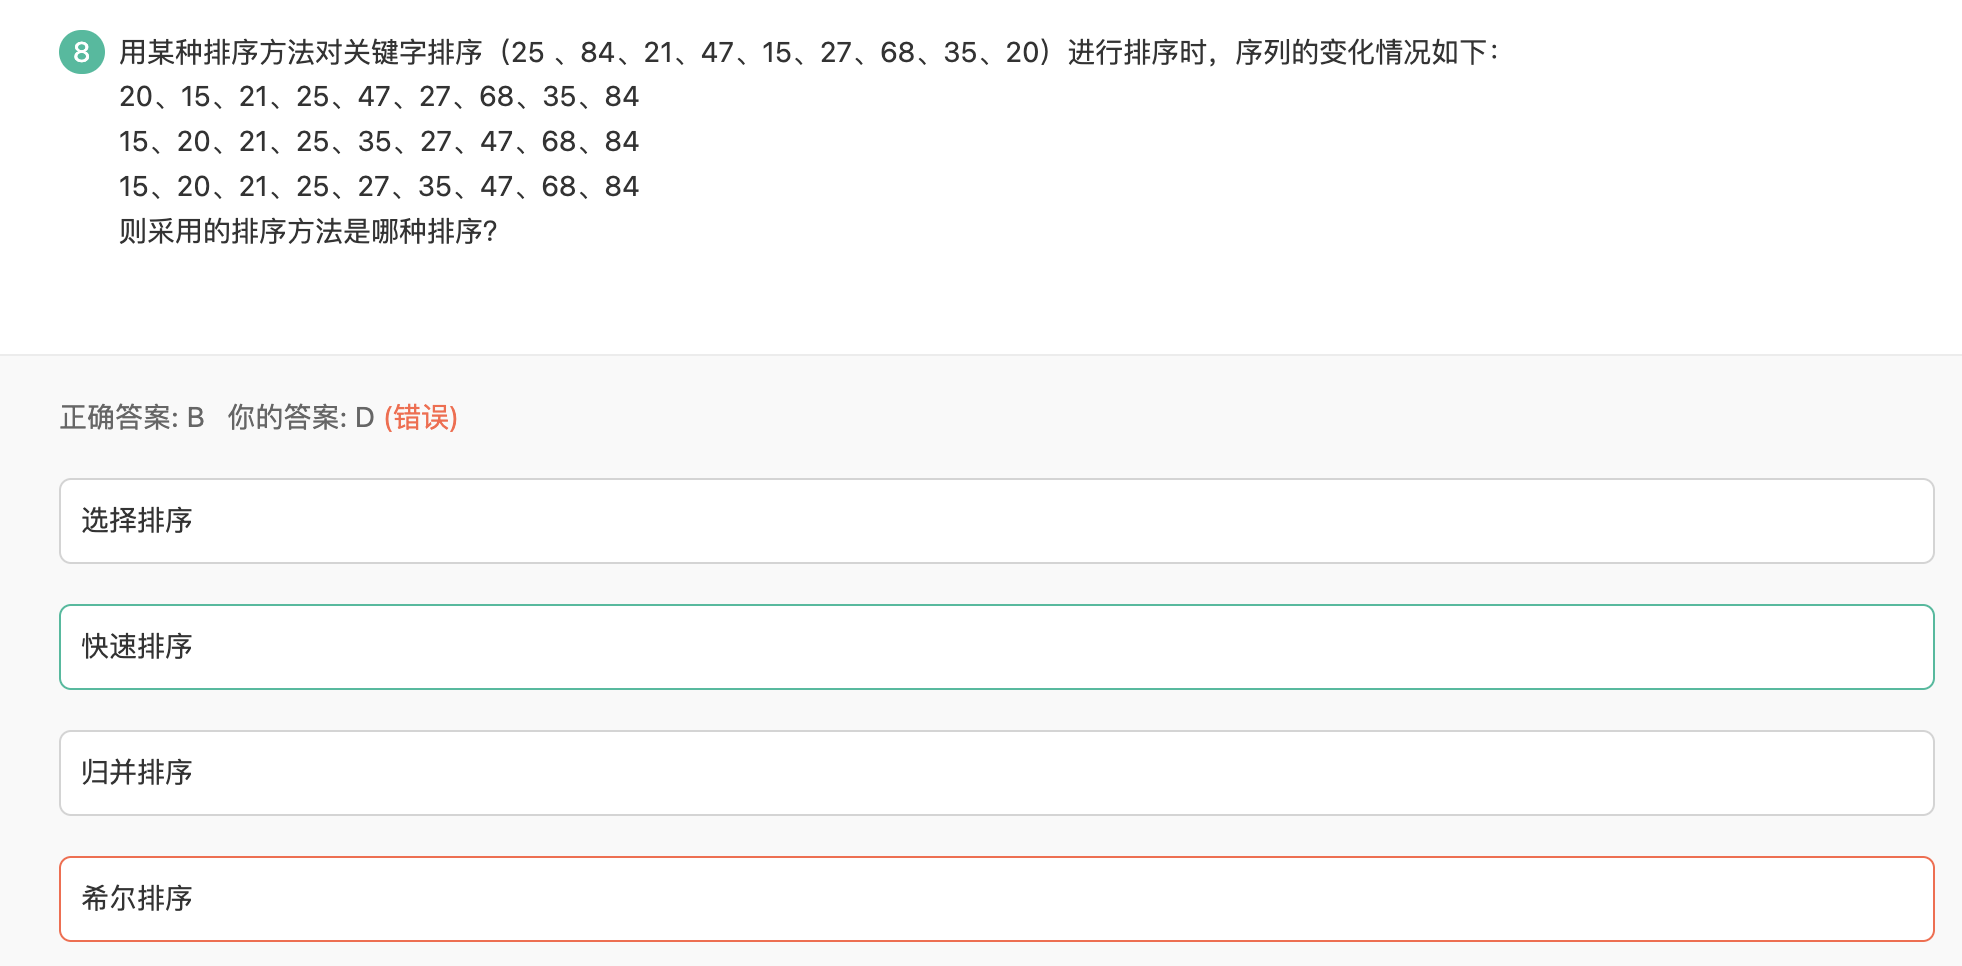 8 用某种排序方法对关键字排序（25 、84、21、47、15、27、68、35、20）进行排序时，序列的变化情况如下：
20、15、21、25、47、27、68、35、84
15、20、21、25、35、27、47、68、84
15、20、21、25、27、35、47、68、84
则采用的排序方法是哪种排序?
正确答案: B 你的答案: D (错误)
选择排序
快速排序
归并排序
希尔排序